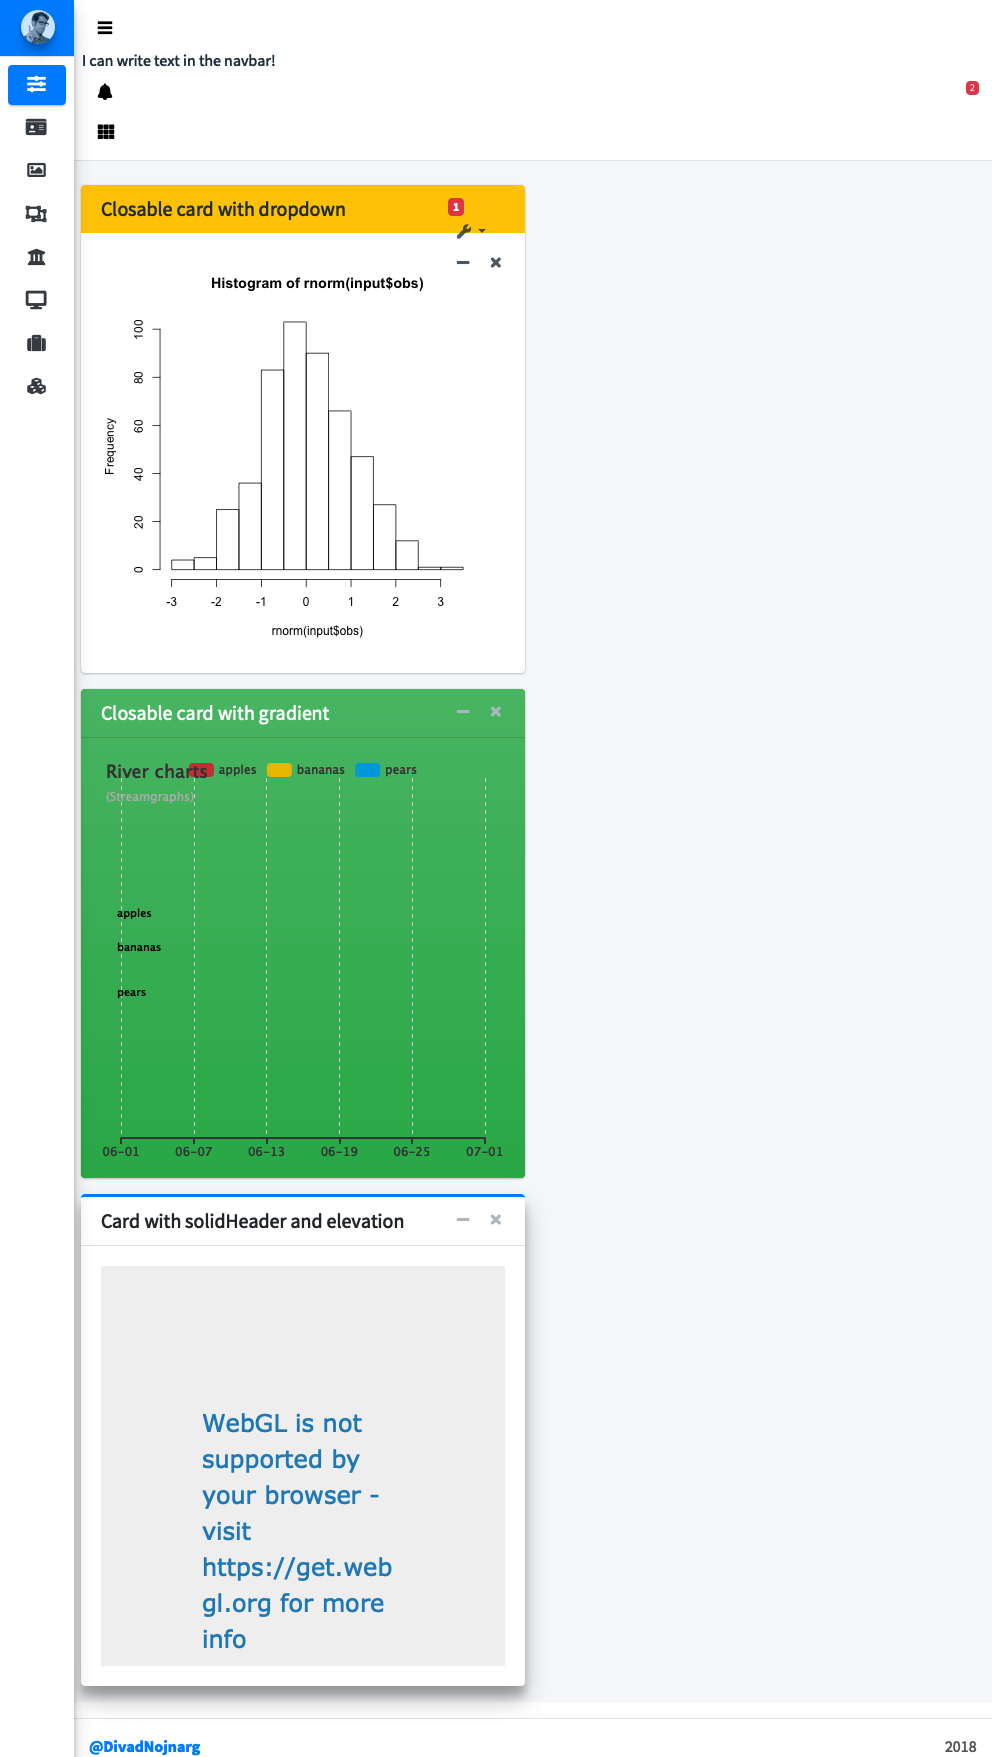 I can write text in the navbar!
2
Closable card with dropdown
1
Histogram of rnorm(input$obs)
Frequency
0 20 40 60 80 100
-3 -2 -1 0 1 2 3
rnorm(input$obs)
Closable card with gradient
River charts
apples bananas pears
(Streamgraphs)
apples
bananas
pears
06-01 06-07 06-13 06-19 06-25 07-01
Card with solidHeader and elevation
WebGL is not
supported by
your browser -
visit
https://get.web
gl.org for more
info
@DivadNojnarg
2018